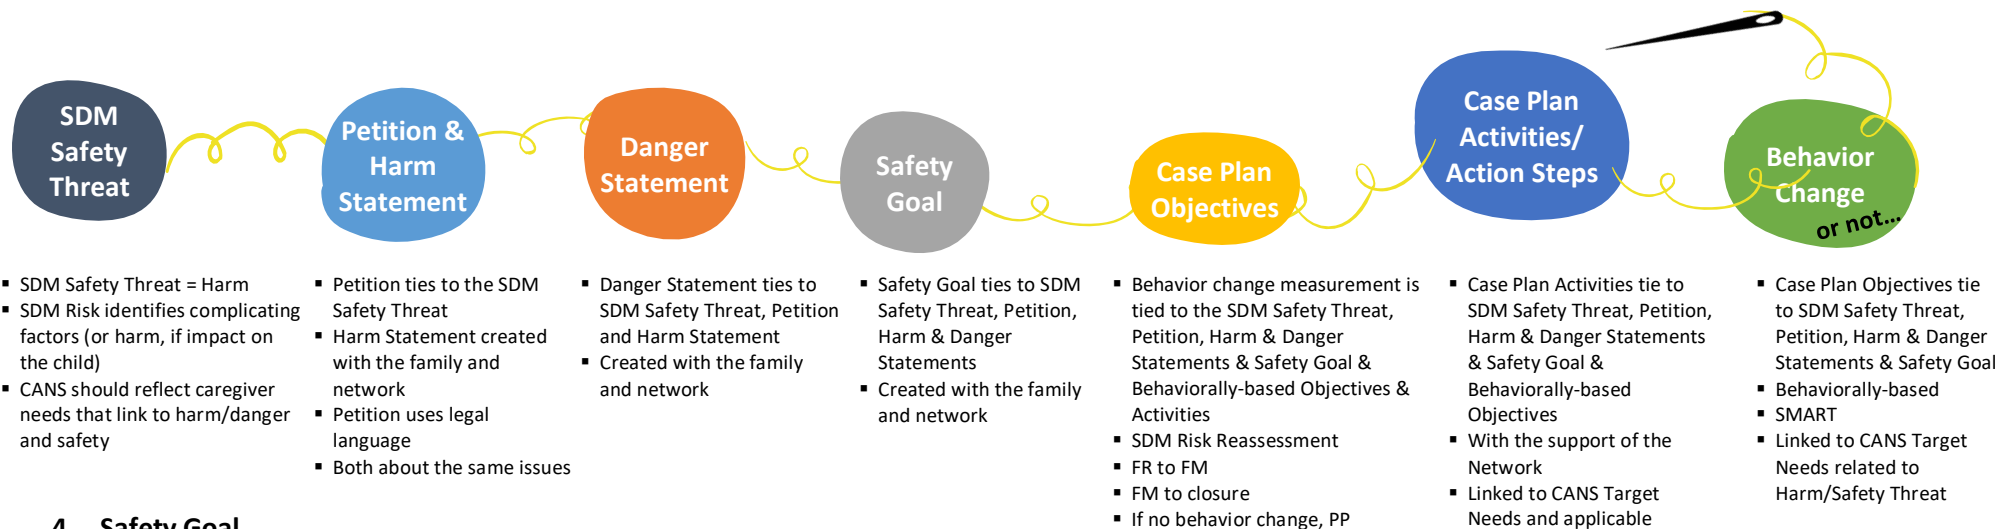 SDM
Safety
Threat
Petition &
Harm
Statement
Danger
Statement
Safety
Goal
Case Plan
Objectives
Case Plan
Activities/
Action Steps
Behavior
Change
or not...
▪ SDM Safety Threat = Harm
▪ SDM Risk identifies complicating
factors (or harm, if impact on
the child)
▪ CANS should reflect caregiver
needs that link to harm/danger
and safety
▪ Petition ties to the SDM
Safety Threat
▪ Harm Statement created
with the family and
network
▪ Petition uses legal
language
▪ Both about the same issues
▪ Danger Statement ties to
SDM Safety Threat, Petition
and Harm Statement
▪ Created with the family
and network
▪ Safety Goal ties to SDM
Safety Threat, Petition,
Harm & Danger
Statements
▪ Created with the family
and network
▪ Behavior change measurement is
tied to the SDM Safety Threat,
Petition, Harm & Danger
Statements & Safety Goal &
Behaviorally-based Objectives &
Activities
▪ SDM Risk Reassessment
▪ FR to FM
▪ FM to closure
▪ If no behavior change, PP
▪ Case Plan Activities tie to
SDM Safety Threat, Petition,
Harm & Danger Statements
& Safety Goal &
Behaviorally-based
Objectives
▪ With the support of the
Network
▪ Linked to CANS Target
Needs and applicable
▪ Case Plan Objectives tie
to SDM Safety Threat,
Petition, Harm & Danger
Statements & Safety Goal
▪ Behaviorally-based
▪ SMART
▪ Linked to CANS Target
Needs related to
Harm/Safety Threat
4. Safety Goal